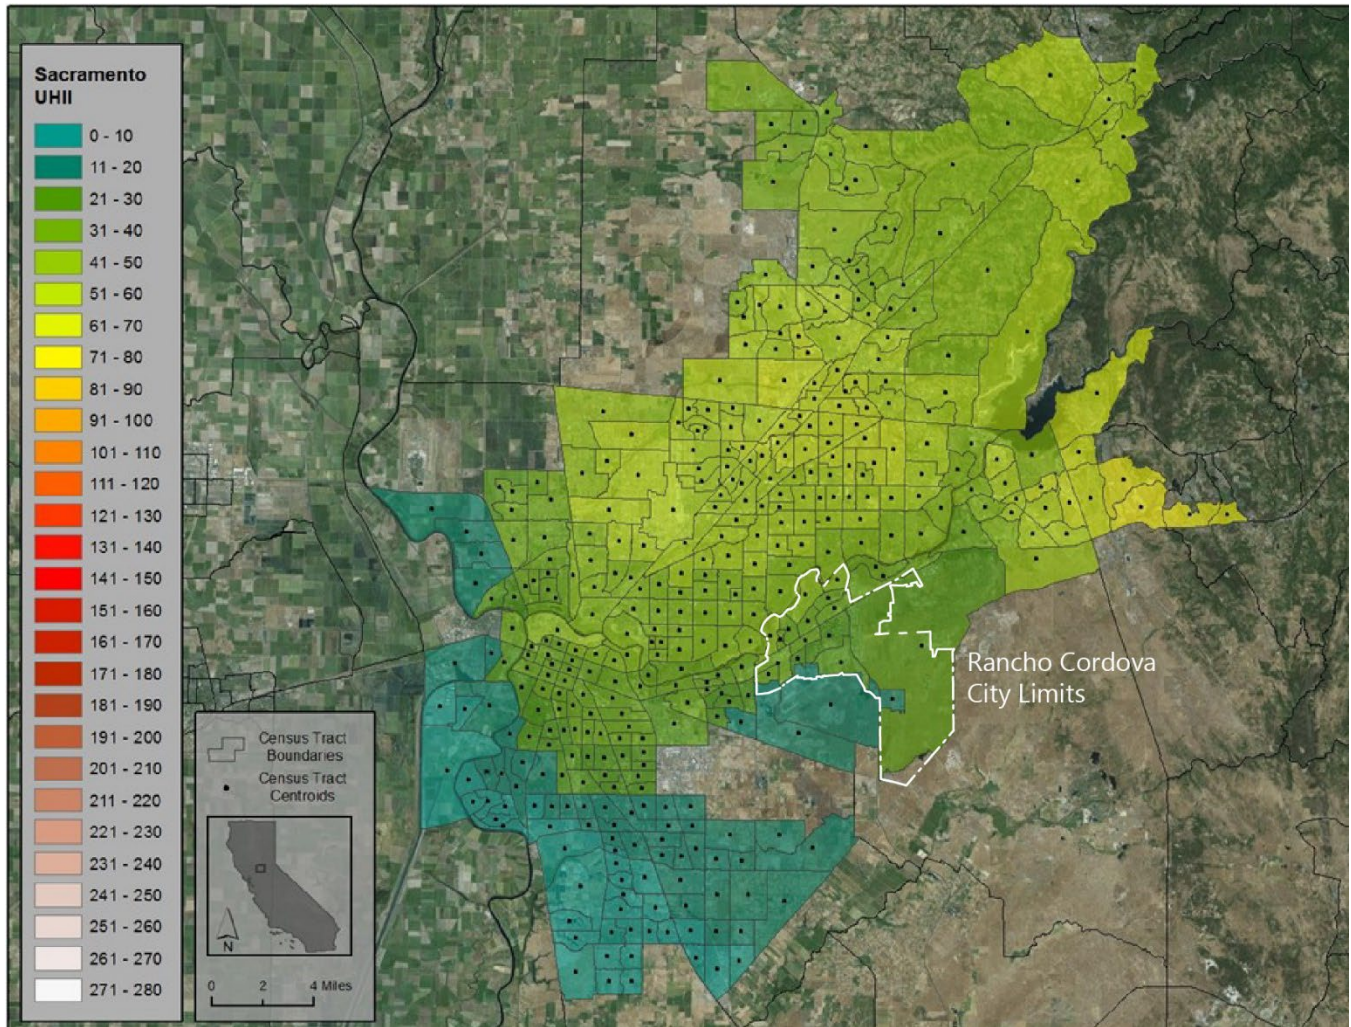 Sacramento
UHII
0 - 10
11 - 20
21 - 30
31 - 40
41 - 50
51 - 60
61 - 70
71 - 80
81 - 90
91 - 100
101 - 110
111 - 120
121 - 130
131 - 140
141 - 150
151 - 160
161 - 170
171 - 180
181 - 190
191 - 200
201 - 210
211 - 220
221 - 230
231 - 240
241 - 250
251 - 260
261 - 270
271 - 280
Census Tract
Boundaries
Census Tract
Centroids
N
0 2 4 Miles
Rancho Cordova
City Limits